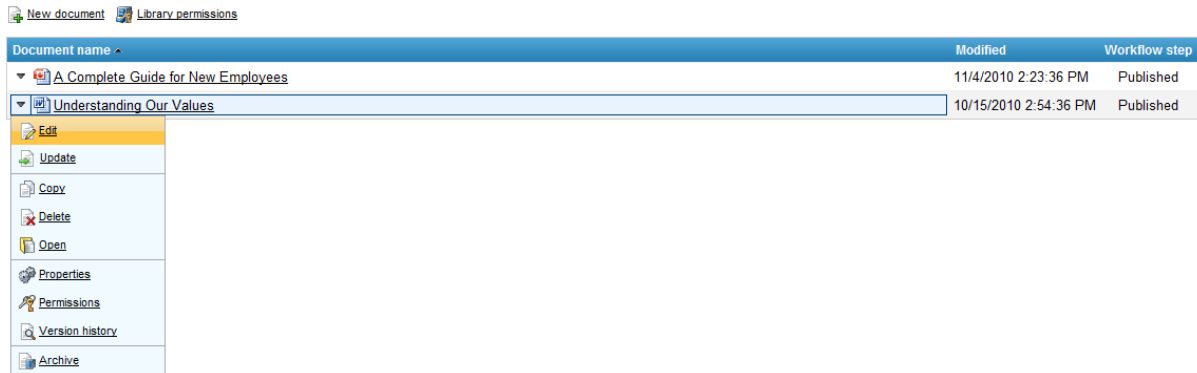 New document Library permissions
Document name Modified Workflow step
A Complete Guide for New Employees 11/4/2010 2:23:36 PM Published
Understanding Our Values 10/15/2010 2:54:36 PM Published
Edit
Update
Copy
Delete
Open
Properties
Permissions
Version history
Archive